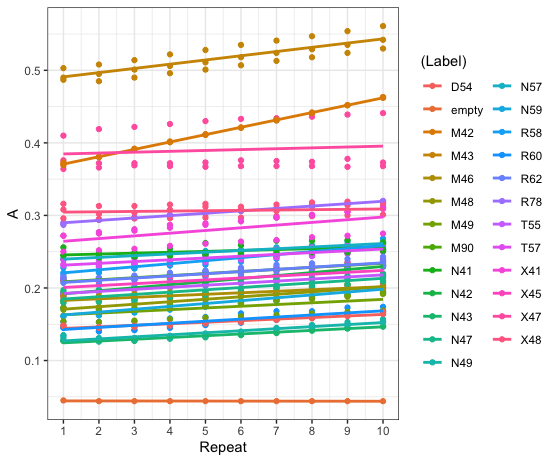 (Label)
D54
empty
M42
M43
M46
M48
M49
M90
N41
N42
N43
N47
N49
N57
N59
R58
R60
R62
R78
T55
T57
X41
X45
X47
X48
A
0.5
0.4
0.3
0.2
0.1
1 2 3 4 5 6 7 8 9 10
Repeat